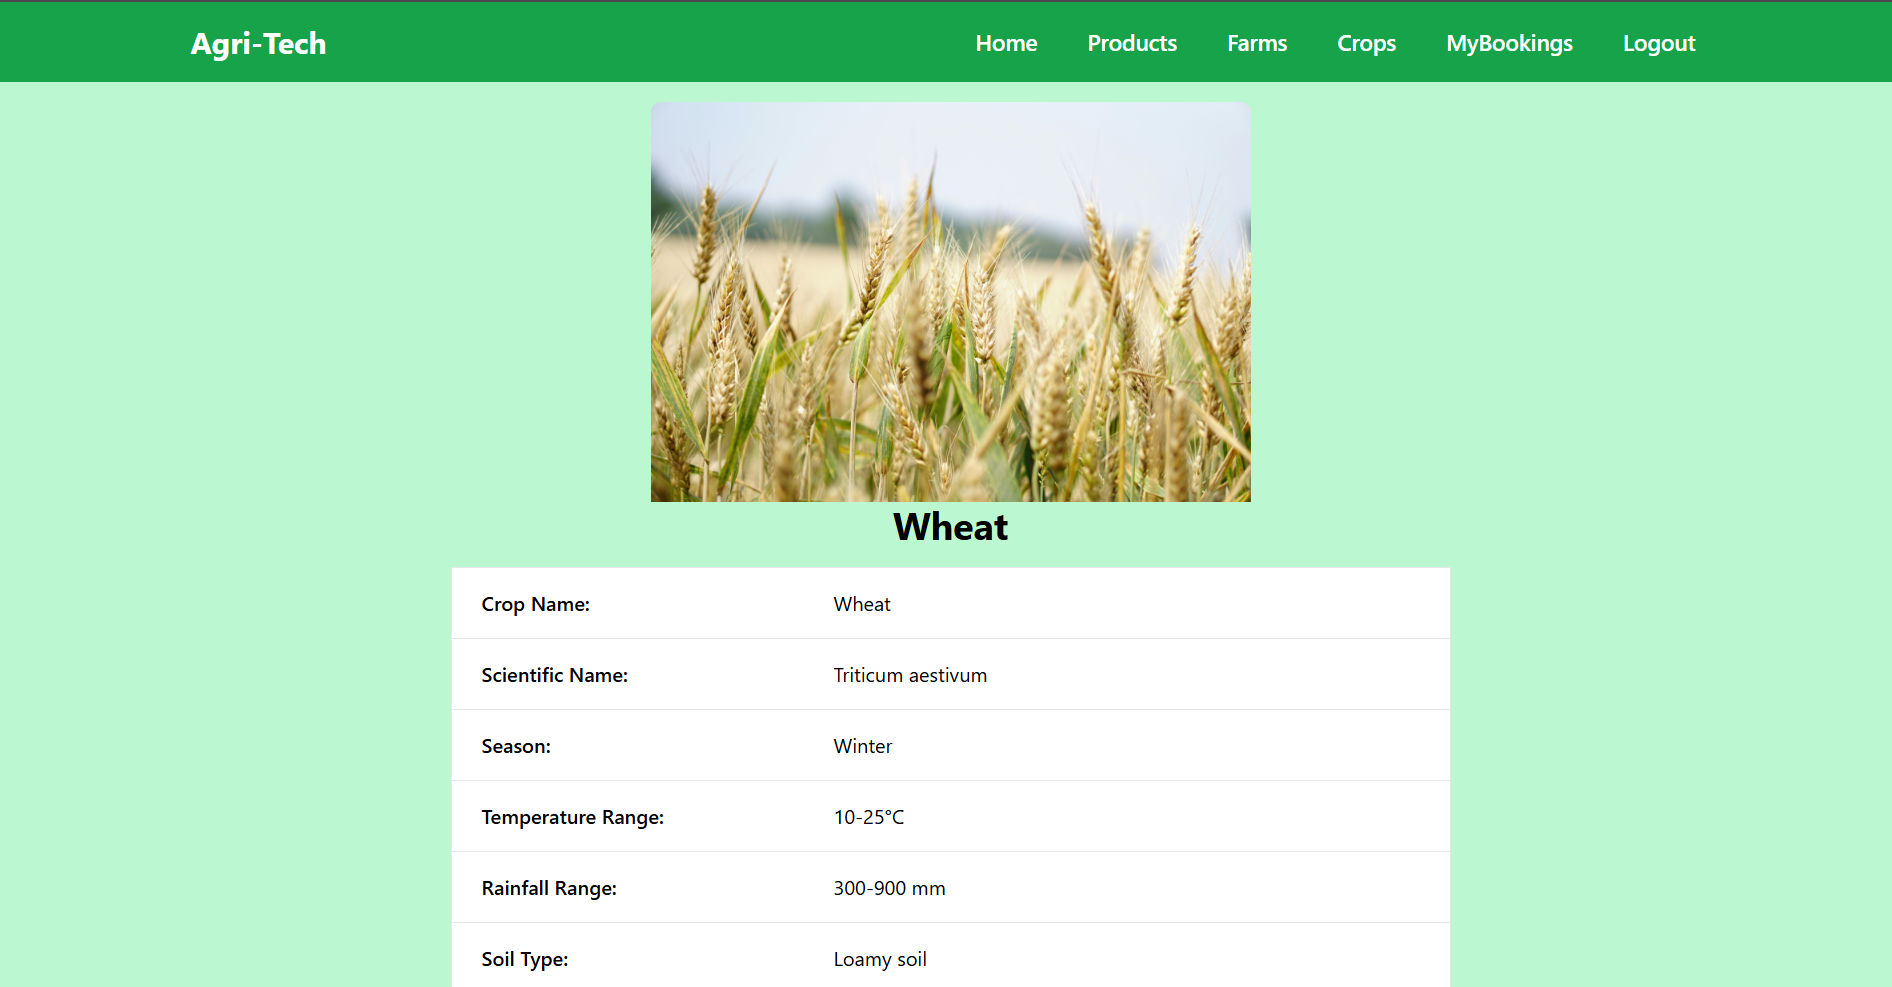 Agri-Tech Home Products Farms Crops MyBookings Logout
Wheat
Crop Name: Wheat
Scientific Name: Triticum aestivum
Season: Winter
Temperature Range: 10-25°C
Rainfall Range: 300-900 mm
Soil Type: Loamy soil